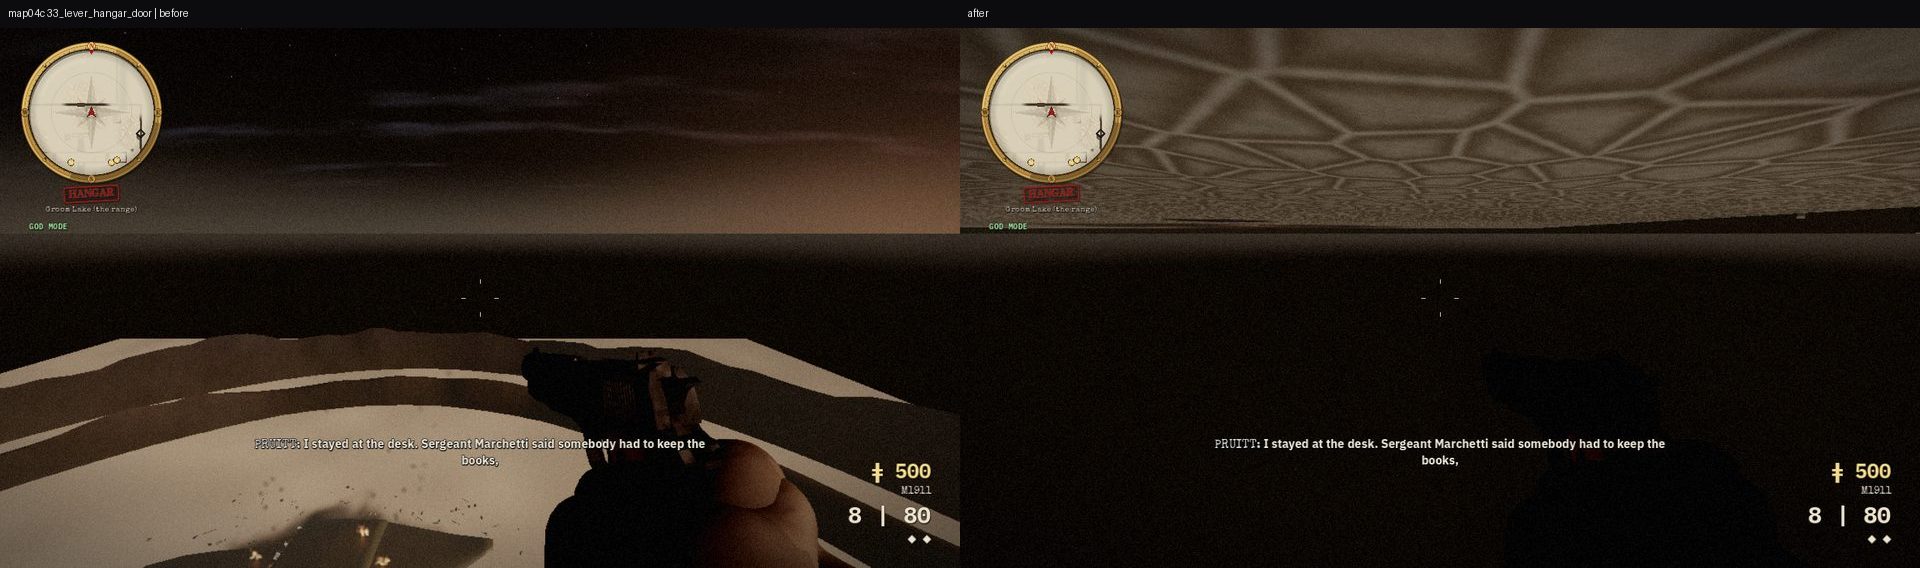 map04c 33_lever_hangar_door | before
after
N
HANGAR
Groom Lake (the range)
GOD MODE
PRUITT: I stayed at the desk. Sergeant Marchetti said somebody had to keep the
books,
500
M1911
8 | 80
N
HANGAR
Groom Lake (the range)
GOD MODE
PRUITT: I stayed at the desk. Sergeant Marchetti said somebody had to keep the
books,
500
M1911
8 | 80